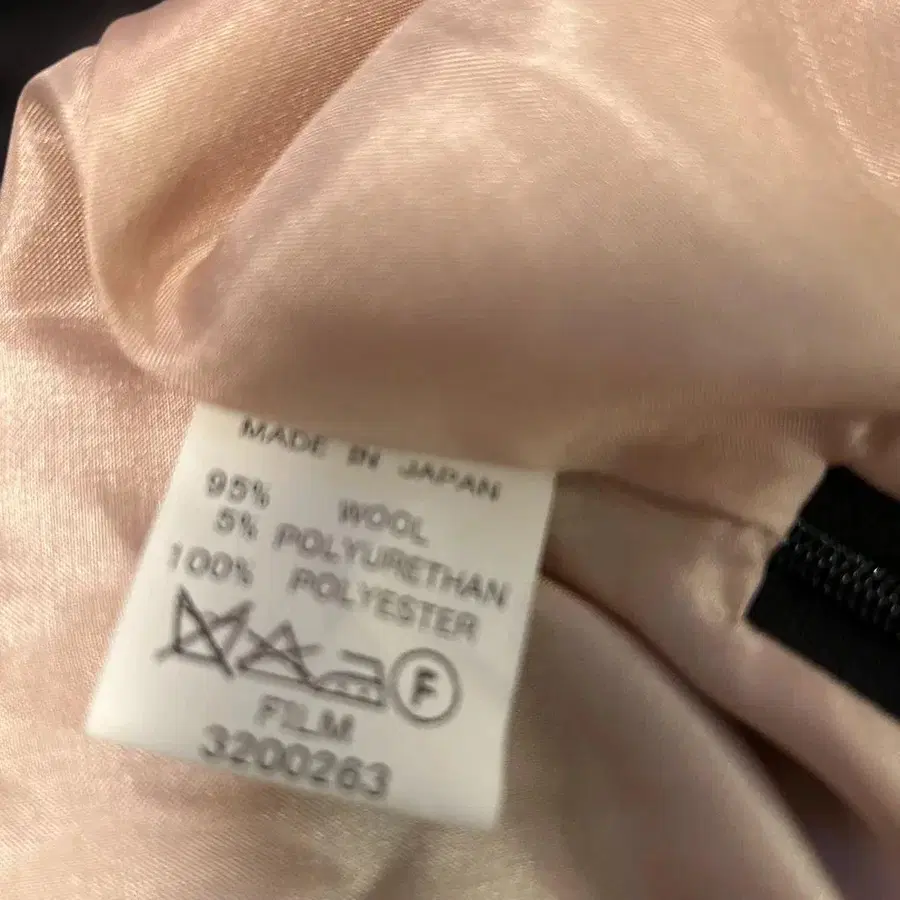 MADE IN JAPAN
95% WOOL
5% POLYURETHAN
100% POLYESTER
F
FILM
3200263